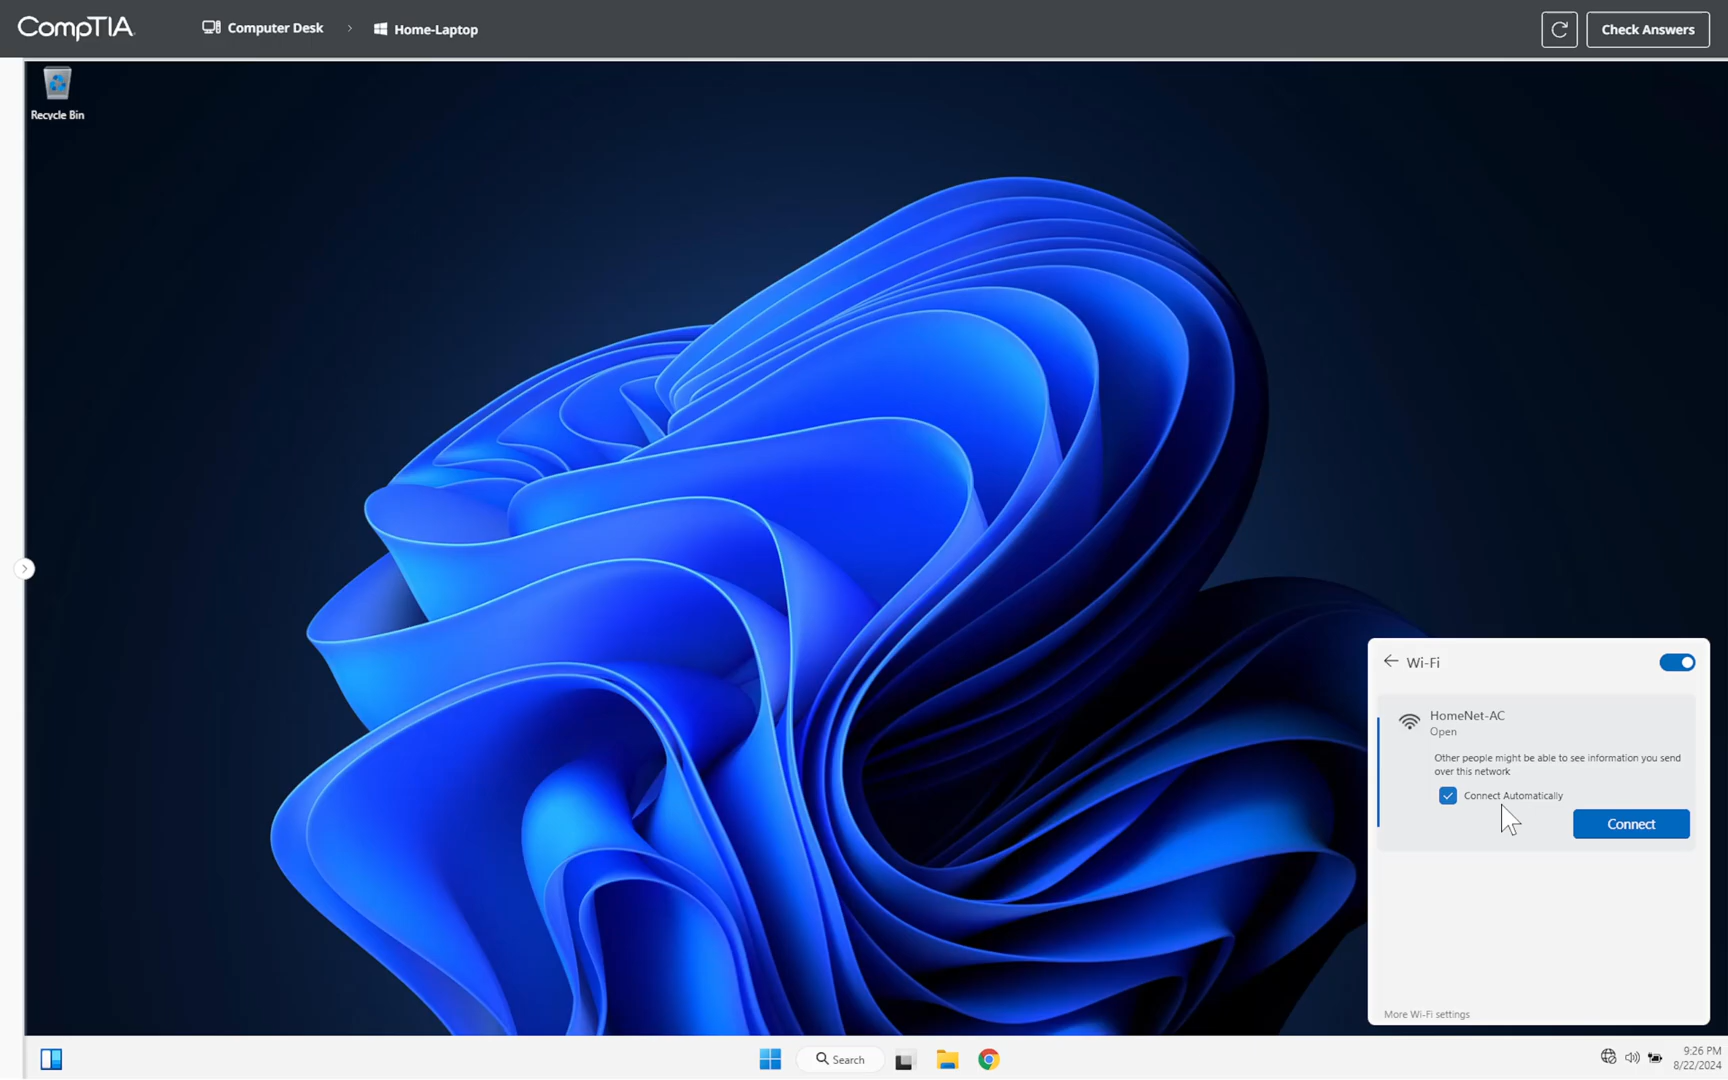 CompTIA.
Computer Desk
Home-Laptop
Check Answers
Recycle Bin
Wi-Fi
HomeNet-AC
Open
Other people might be able to see information you send
over this network
Connect Automatically
Connect
More Wi-Fi settings
Search
9:26 PM
8/22/2024